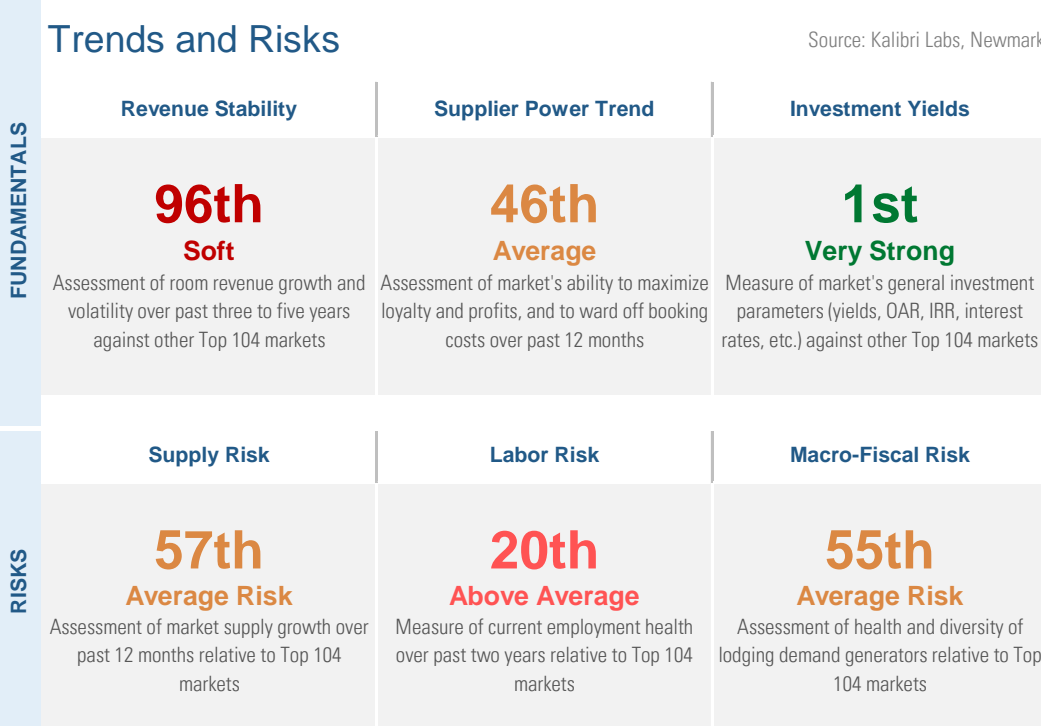 Trends and Risks
Source: Kalibri Labs, Newmark
FUNDAMENTALS
Revenue Stability
96th
Soft
Assessment of room revenue growth and
volatility over past three to five years
against other Top 104 markets
Supplier Power Trend
46th
Average
Assessment of market's ability to maximize
loyalty and profits, and to ward off booking
costs over past 12 months
Investment Yields
1st
Very Strong
Measure of market's general investment
parameters (yields, OAR, IRR, interest
rates, etc.) against other Top 104 markets
RISKS
Supply Risk
57th
Average Risk
Assessment of market supply growth over
past 12 months relative to Top 104
markets
Labor Risk
20th
Above Average
Measure of current employment health
over past two years relative to Top 104
markets
Macro-Fiscal Risk
55th
Average Risk
Assessment of health and diversity of
lodging demand generators relative to Top
104 markets